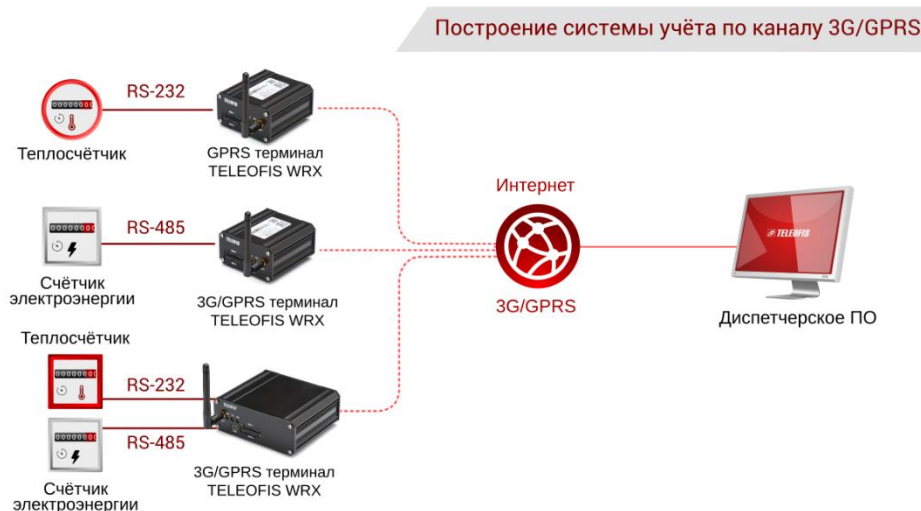 Построение системы учёта по каналу 3G/GPRS
RS-232
Теплосчётчик
GPRS терминал
TELEOFIS WRX
Интернет
RS-485
TELEOFIS
Счётчик
электроэнергии
3G/GPRS терминал
TELEOFIS WRX
3G/GPRS
Диспетчерское ПО
Теплосчётчик
RS-232
RS-485
3G/GPRS терминал
TELEOFIS WRX
Счётчик
электроэнергии